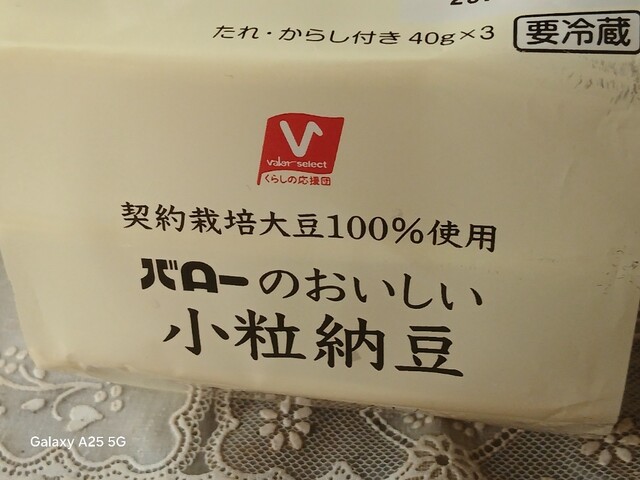 たれ・からし付き 40g×3
要冷蔵
V
Valor select
くらしの応援団
契約栽培大豆100%使用
バローのおいしい
小粒納豆
Galaxy A25 5G